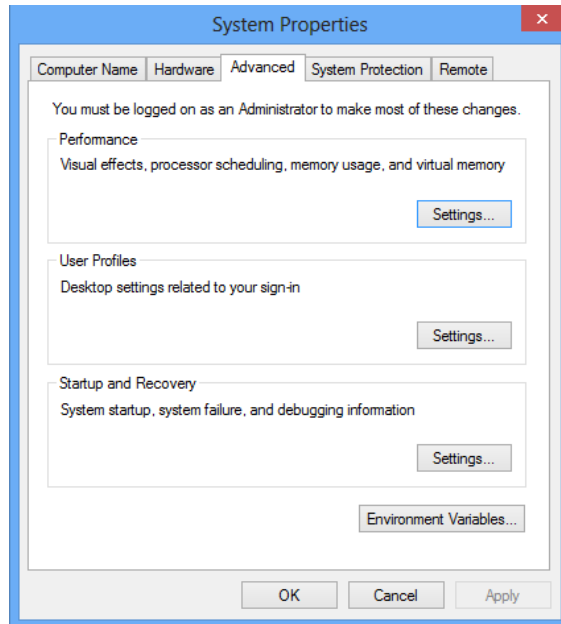 System Properties
Computer Name Hardware Advanced System Protection Remote
You must be logged on as an Administrator to make most of these changes.
Performance
Visual effects, processor scheduling, memory usage, and virtual memory
Settings...
User Profiles
Desktop settings related to your sign-in
Settings...
Startup and Recovery
System startup, system failure, and debugging information
Settings...
Environment Variables...
OK Cancel Apply